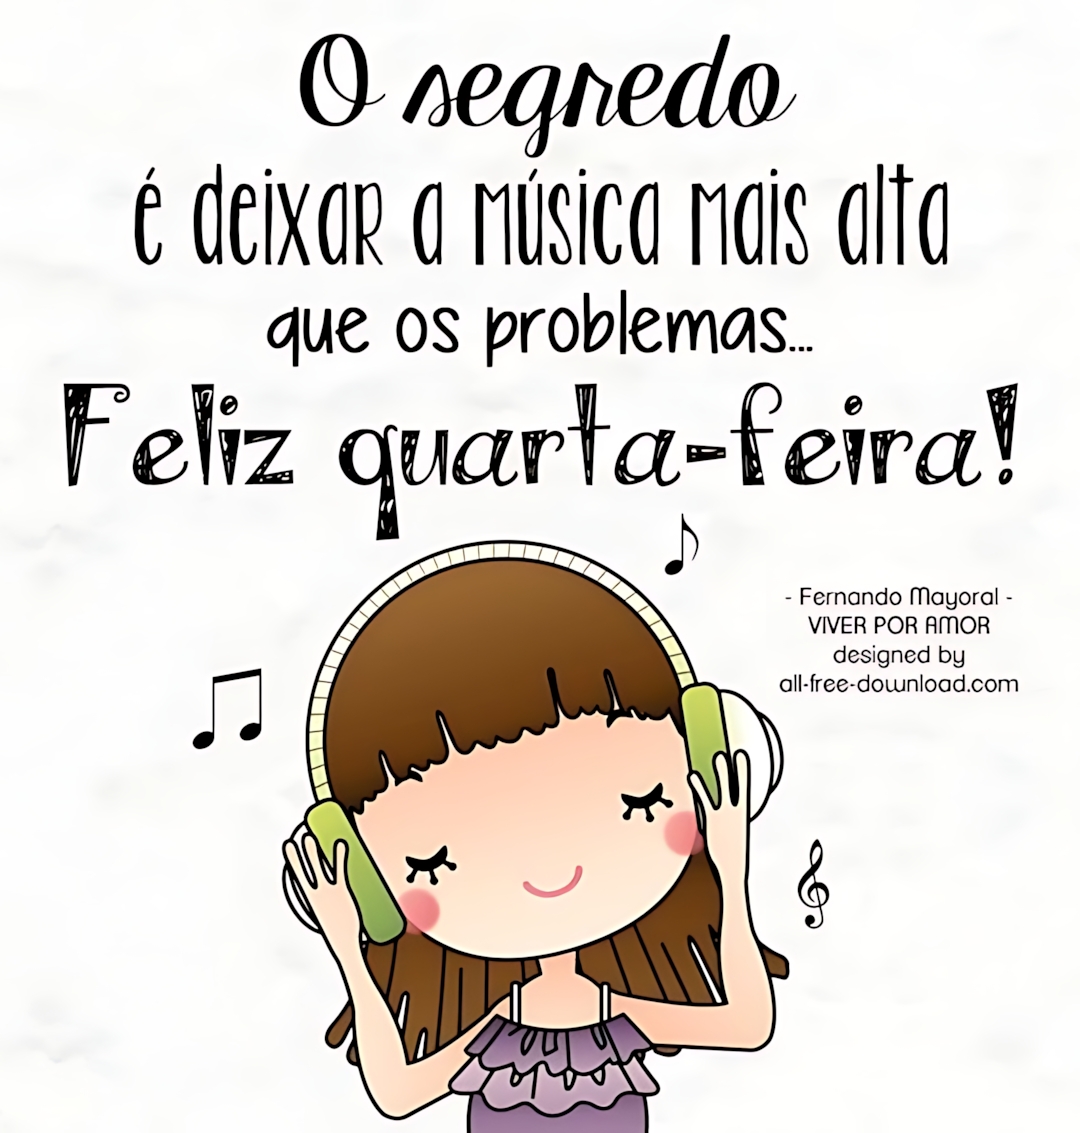 O segredo
é deixar a música mais alta
que os problemas...
Feliz quarta-feira!
- Fernando Mayoral -
VIVER POR AMOR
designed by
all-free-download.com